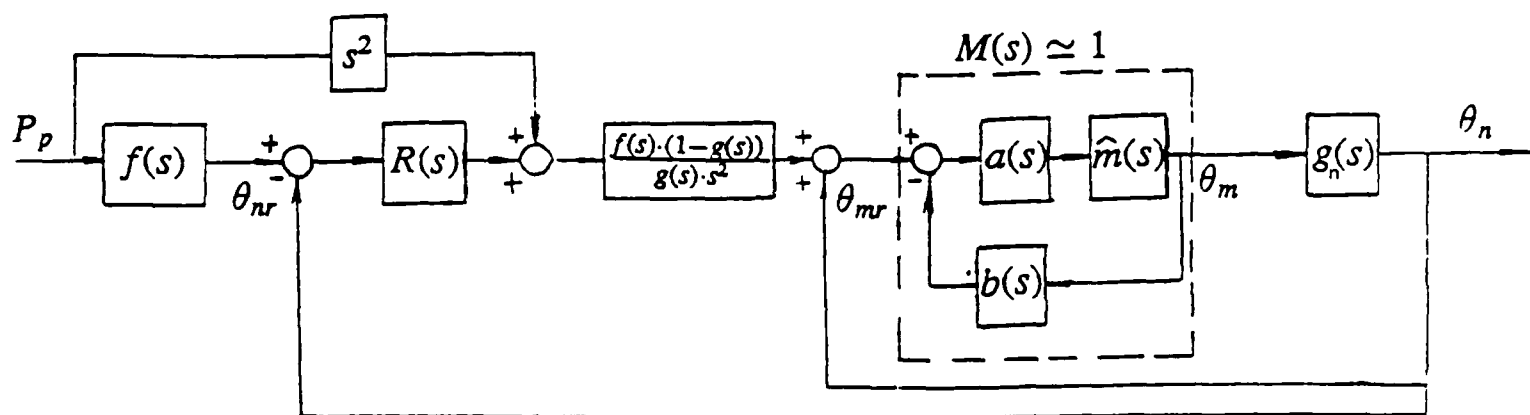 s²
M(s) ≃ 1
P_p
f(s)
+
-
θ_nr
R(s)
+
+
f(s)·(1-g(s))
g(s)·s²
+
+
θ_mr
+
-
a(s)
m̂(s)
θ_m
g_n(s)
θ_n
b(s)